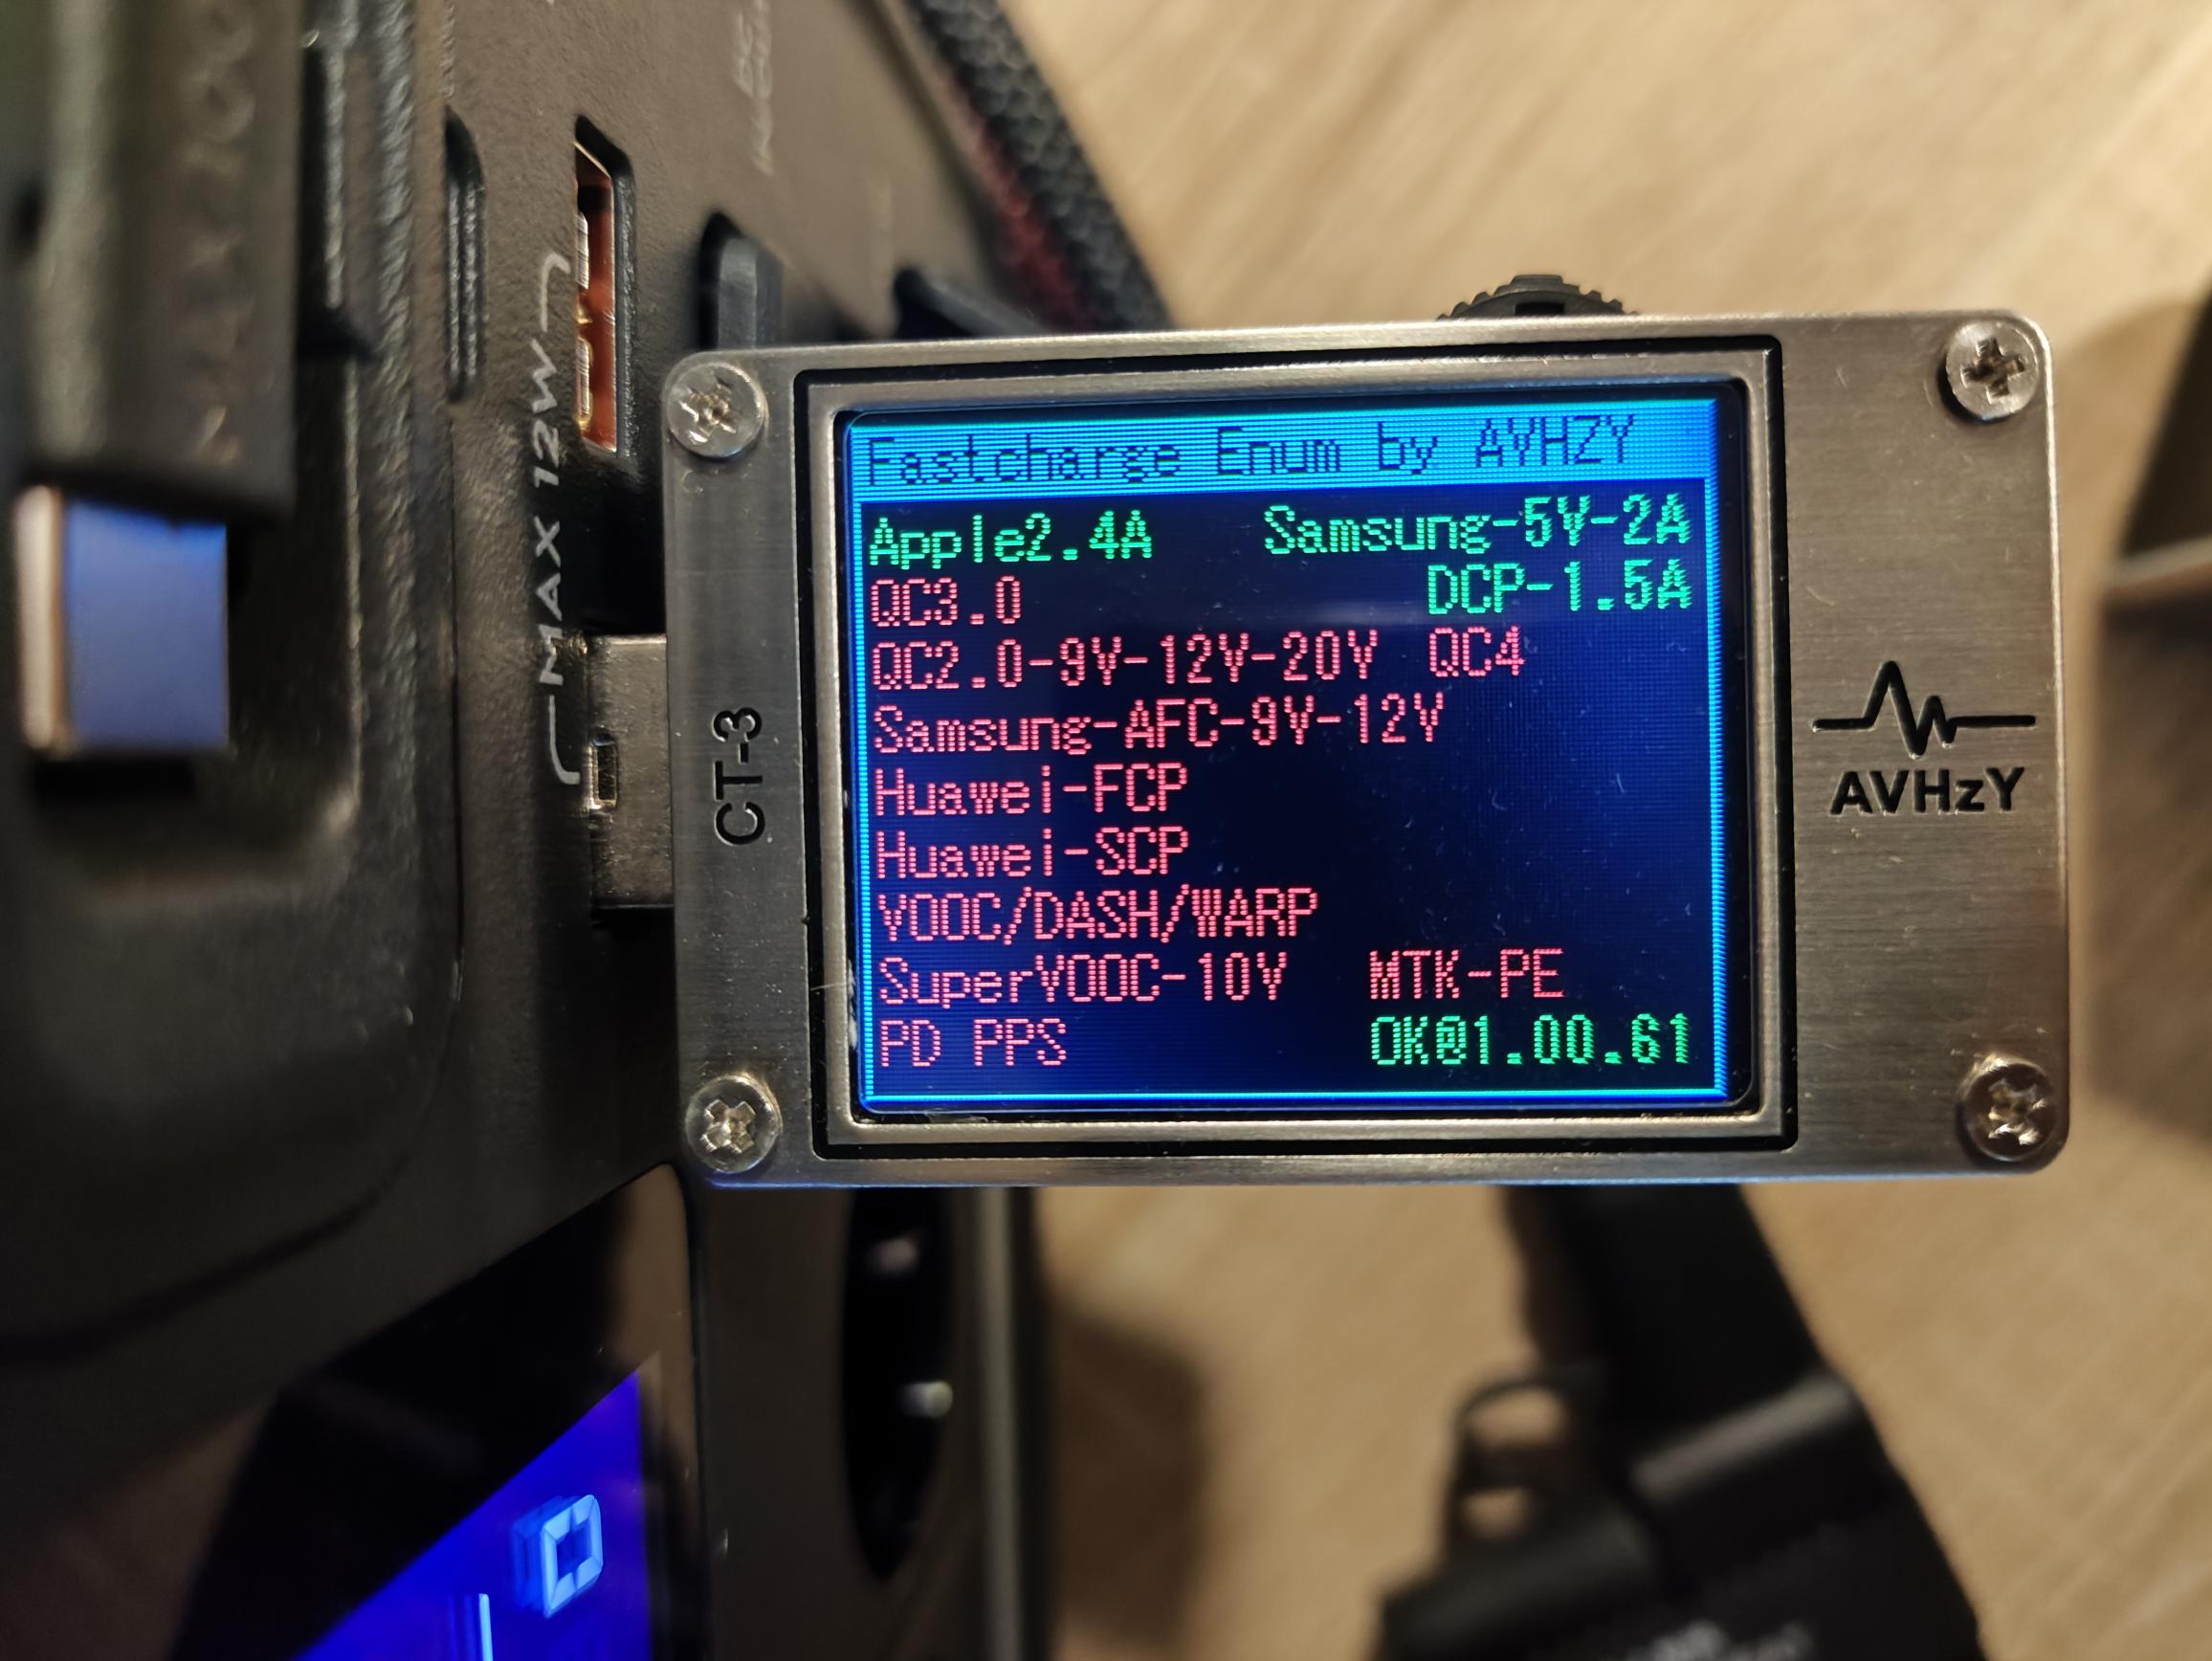 MAX 12W
CT-3
Fastcharge Enum by AVHZY
Apple2.4A Samsung-5V-2A
QC3.0 DCP-1.5A
QC2.0-9V-12V-20V QC4
Samsung-AFC-9V-12V
Huawei-FCP
Huawei-SCP
VOOC/DASH/WARP
SuperVOOC-10V MTK-PE
PD PPS OK@1.00.61
AVHzY